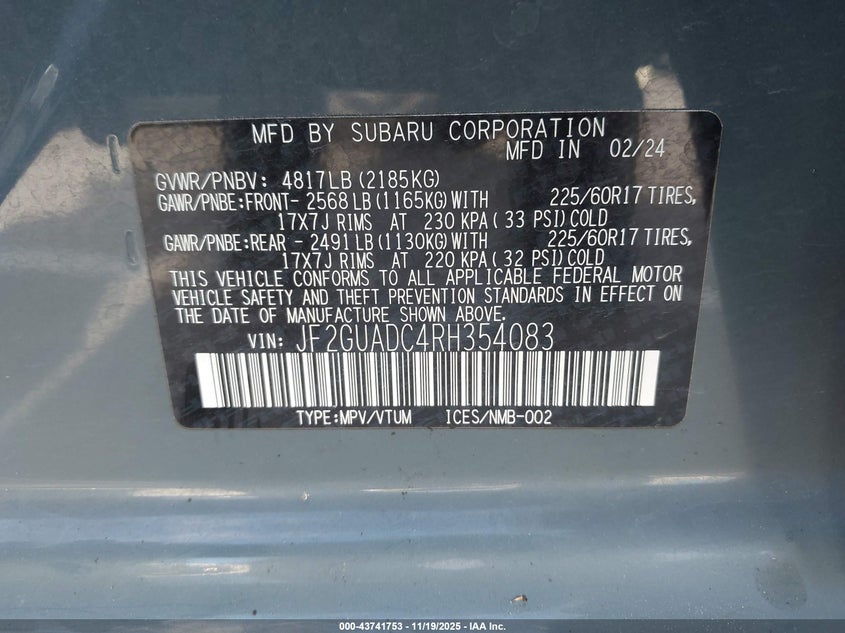 MFD BY SUBARU CORPORATION
MFD IN 02/24
GVWR/PNBV: 4817LB(2185KG)
GAWR/PNBE:FRONT- 2568LB(1165KG)WITH 225/60R17 TIRES,
17X7J RIMS AT 230 KPA( 33 PSI)COLD
GAWR/PNBE:REAR - 2491LB(1130KG)WITH 225/60R17 TIRES,
17X7J RIMS AT 220 KPA( 32 PSI)COLD
THIS VEHICLE CONFORMS TO ALL APPLICABLE FEDERAL MOTOR
VEHICLE SAFETY AND THEFT PREVENTION STANDARDS IN EFFECT ON
THE DATE OF MANUFACTURE SHOWN ABOVE.
VIN: JF2GUADC4RH354083
TYPE:MPV/VTUM ICES/NMB-002
000-43741753 - 11/19/2025 - IAA Inc.